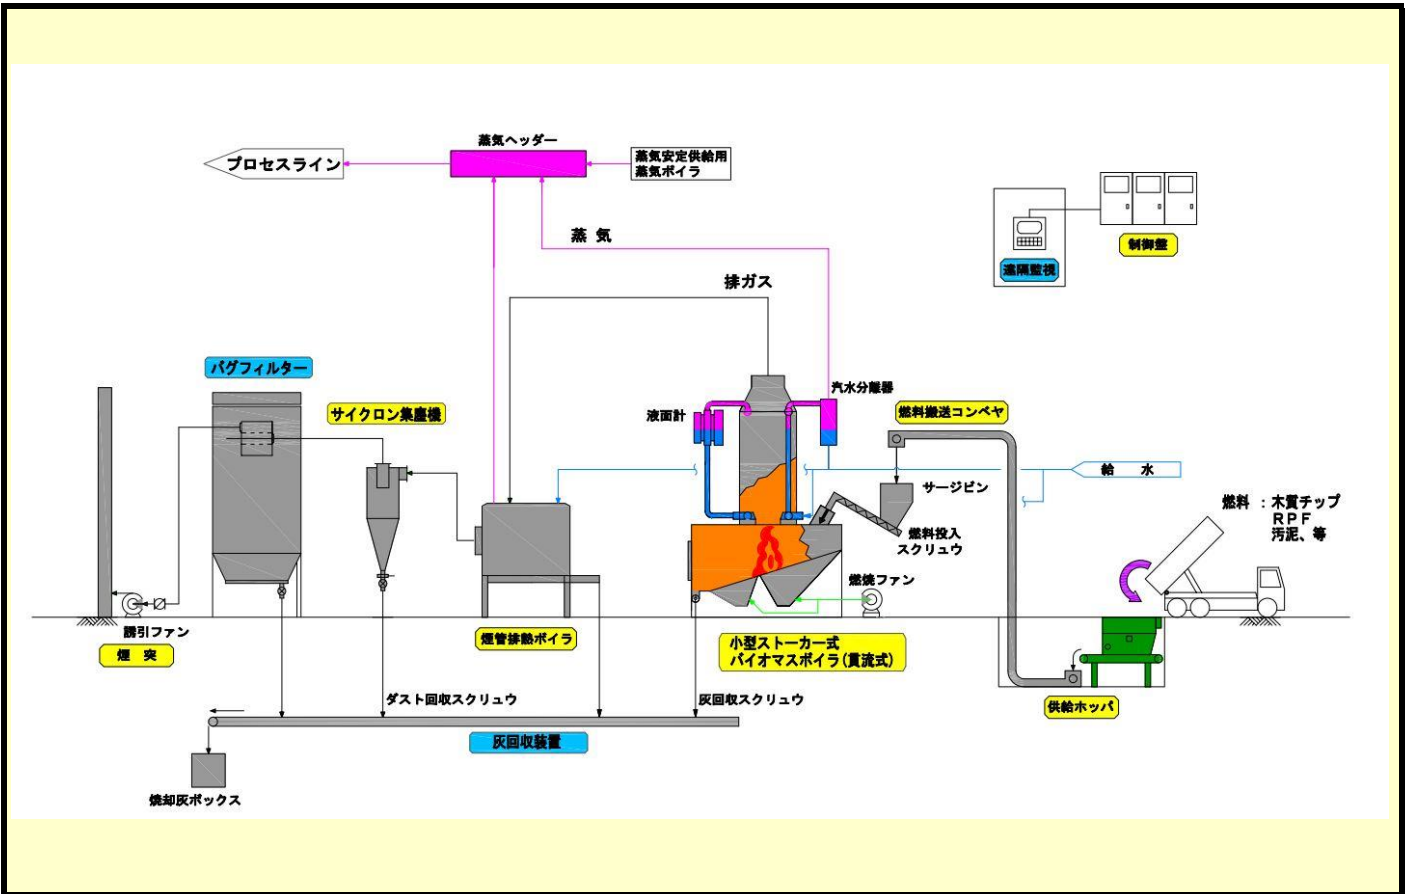 蒸気ヘッダー
プロセスライン
蒸気安定供給用
蒸気ボイラ
制御盤
遠隔監視
蒸 気
排ガス
バグフィルター
サイクロン集塵機
液面計
汽水分離器
燃料搬送コンベヤ
給 水
サージビン
燃料 : 木質チップ
RPF
汚泥、等
燃料投入
スクリュウ
燃焼ファン
誘引ファン
煙 突
煙管排熱ボイラ
小型ストーカー式
バイオマスボイラ(貫流式)
ダスト回収スクリュウ
灰回収スクリュウ
供給ホッパ
灰回収装置
焼却灰ボックス